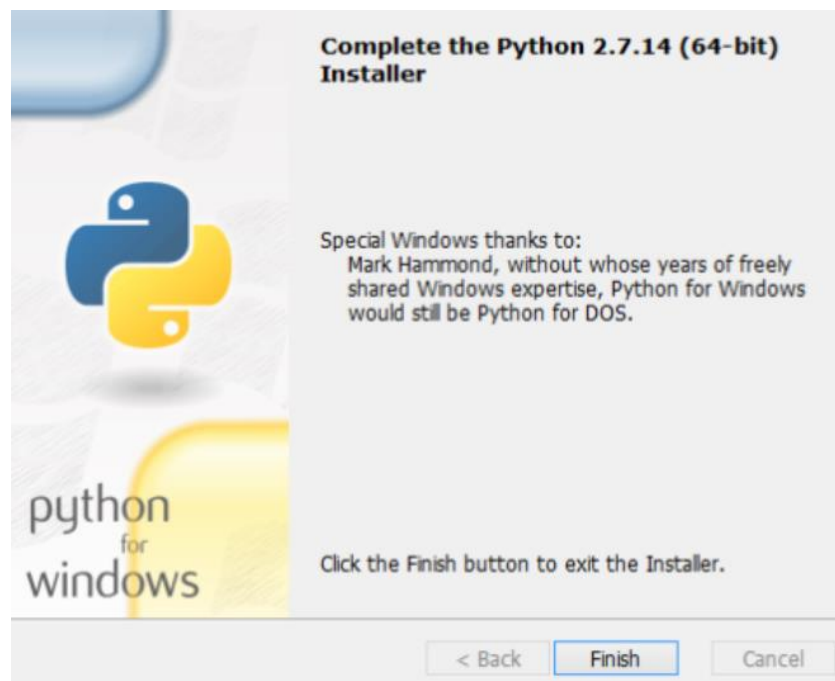 Complete the Python 2.7.14 (64-bit)
Installer
Special Windows thanks to:
Mark Hammond, without whose years of freely
shared Windows expertise, Python for Windows
would still be Python for DOS.
python
for
windows
Click the Finish button to exit the Installer.
< Back
Finish
Cancel